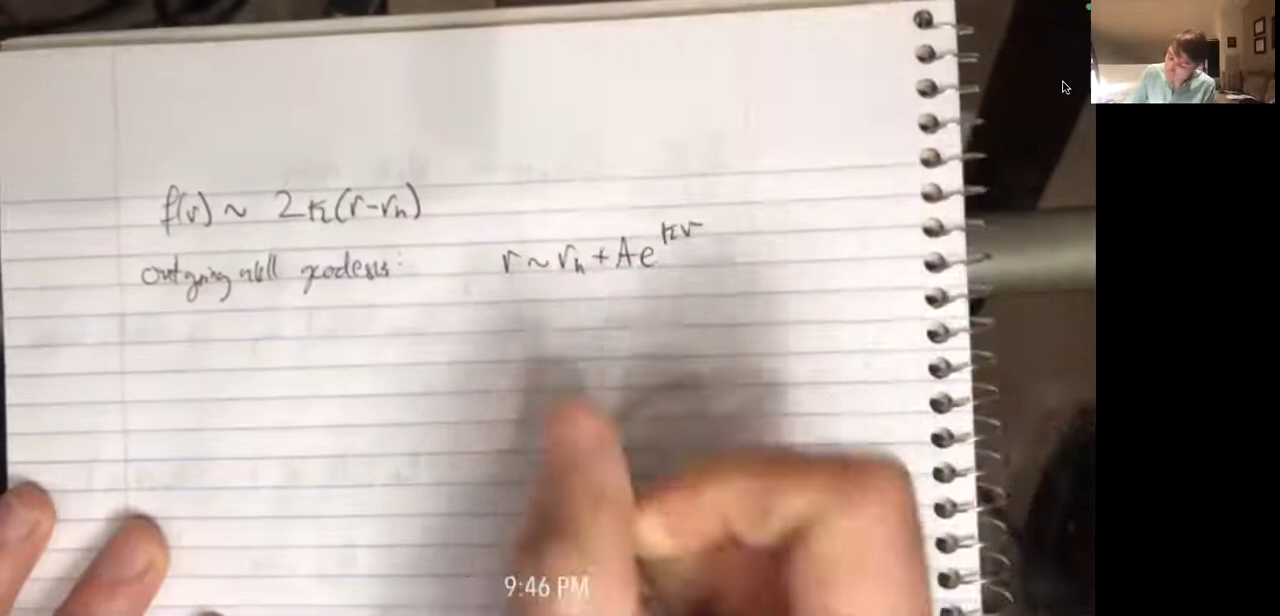 f(r) ~ 2κ(r-rₕ)
outgoing null geodesics: r ~ rₕ + Ae^κv
9:46 PM